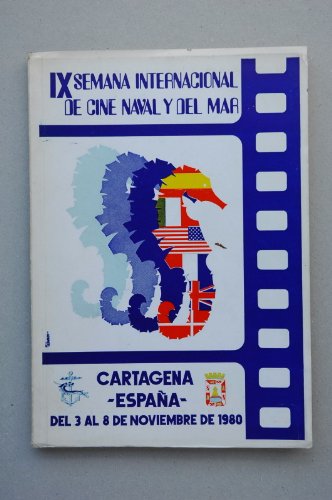 IX SEMANA INTERNACIONAL
DE CINE NAVAL Y DEL MAR
CARTAGENA
-ESPAÑA-
DEL 3 AL 8 DE NOVIEMBRE DE 1980